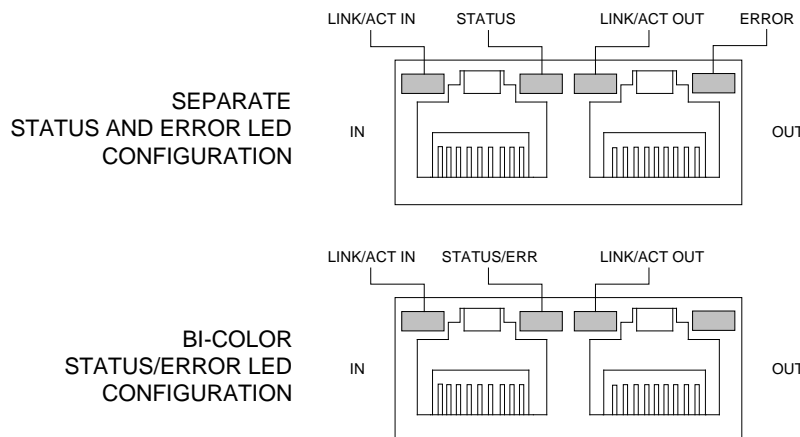 LINK/ACT IN STATUS LINK/ACT OUT ERROR
SEPARATE
STATUS AND ERROR LED
CONFIGURATION
IN OUT
LINK/ACT IN STATUS/ERR LINK/ACT OUT
BI-COLOR
STATUS/ERROR LED
CONFIGURATION
IN OUT